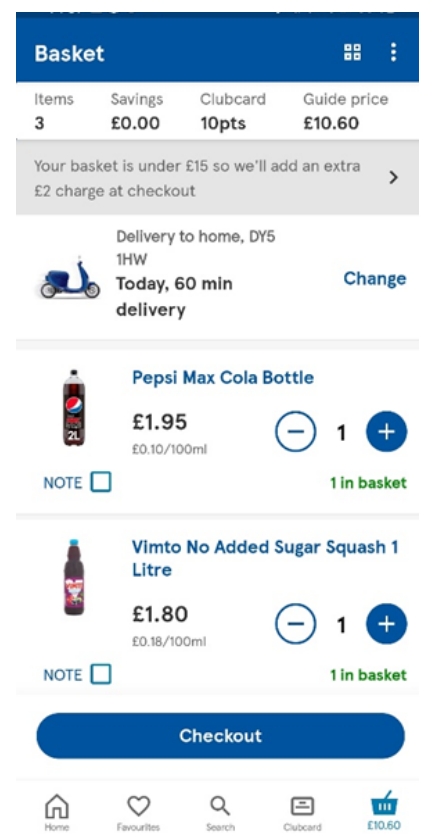 Basket
Items Savings Clubcard Guide price
3 £0.00 10pts £10.60
Your basket is under £15 so we'll add an extra
£2 charge at checkout
Delivery to home, DY5
1HW
Today, 60 min
delivery
Change
Pepsi Max Cola Bottle
2L
£1.95
1
£0.10/100ml
NOTE
1 in basket
Vimto No Added Sugar Squash 1
Litre
£1.80
1
£0.18/100ml
NOTE
1 in basket
Checkout
Home Favourites Search Clubcard £10.60